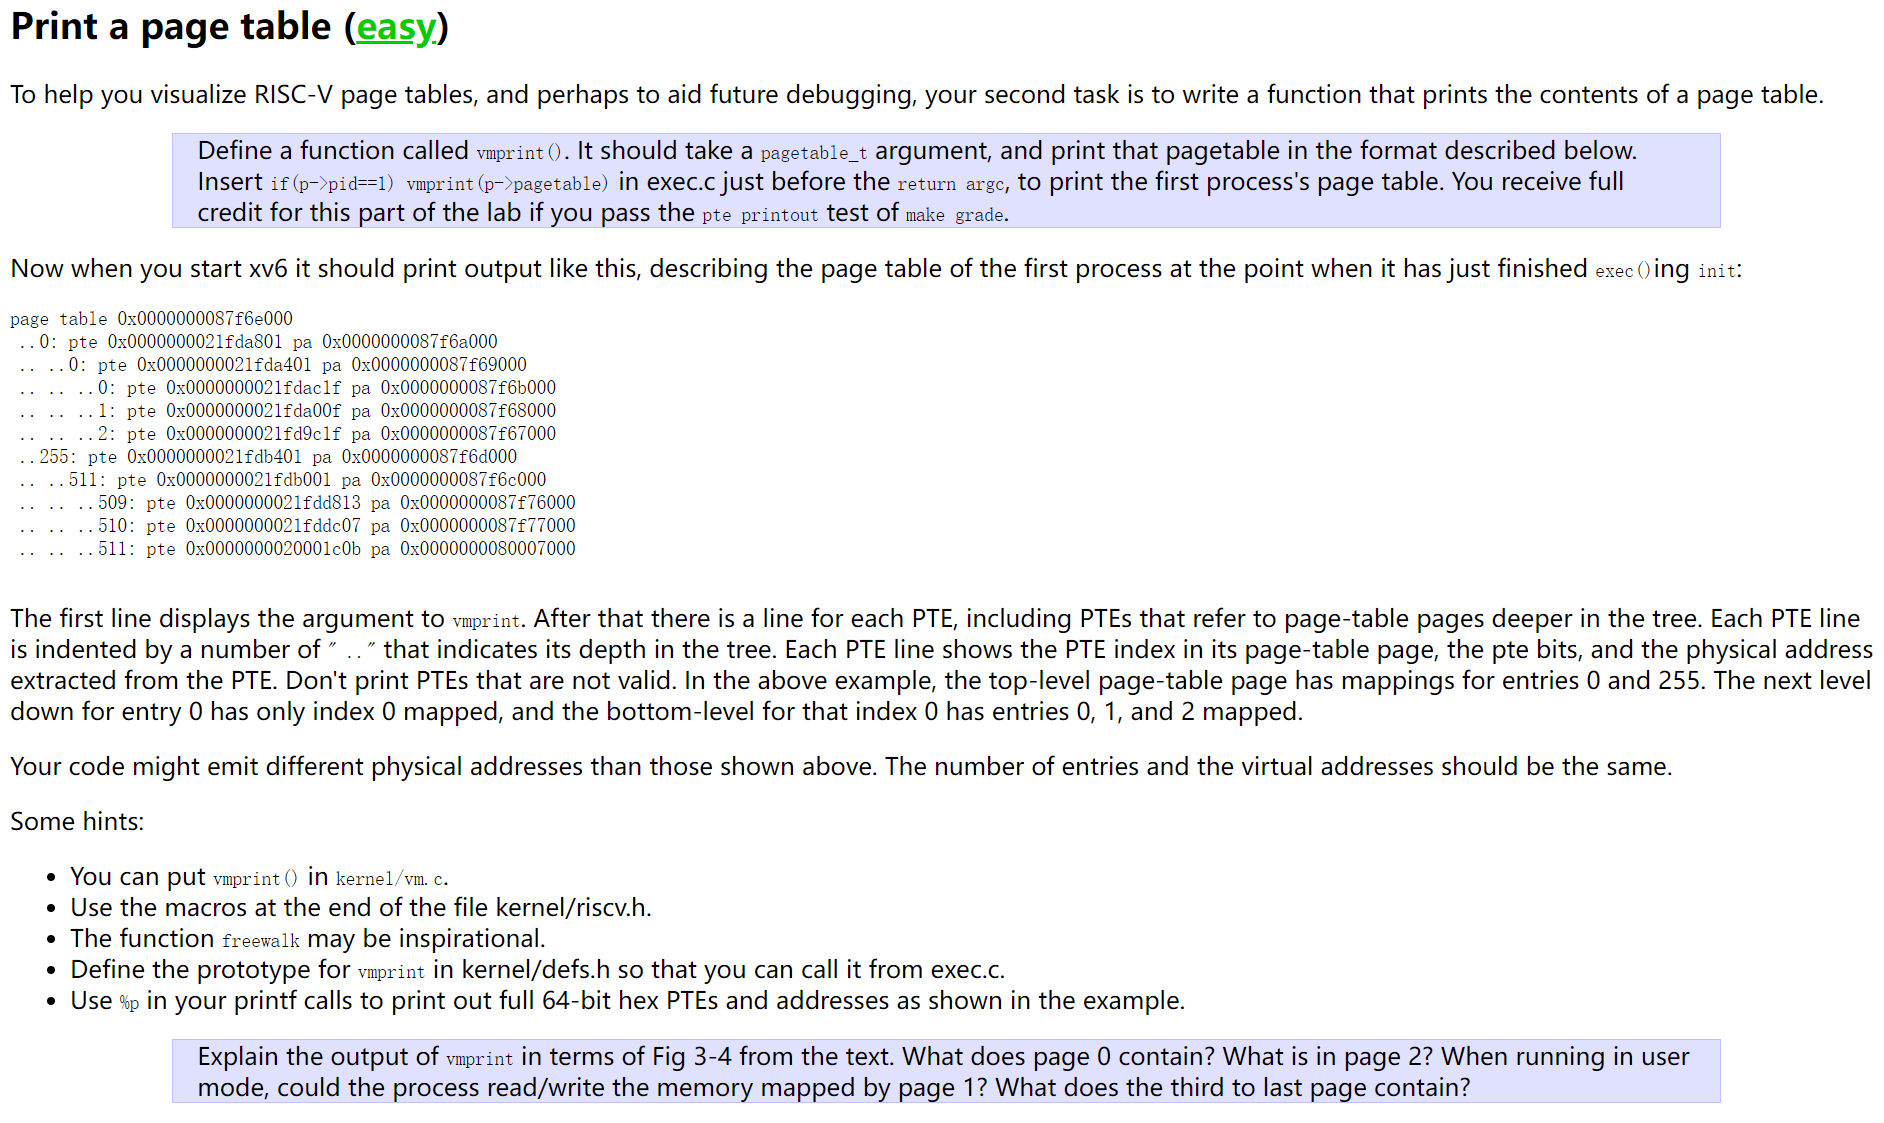 Print a page table (easy)
To help you visualize RISC-V page tables, and perhaps to aid future debugging, your second task is to write a function that prints the contents of a page table.
Define a function called vmprint(). It should take a pagetable_t argument, and print that pagetable in the format described below.
Insert if(p->pid==1) vmprint(p->pagetable) in exec.c just before the return argc, to print the first process's page table. You receive full
credit for this part of the lab if you pass the pte printout test of make grade.
Now when you start xv6 it should print output like this, describing the page table of the first process at the point when it has just finished exec()ing init:
page table 0x0000000087f6e000
 ..0: pte 0x0000000021fda801 pa 0x0000000087f6a000
 .. ..0: pte 0x0000000021fda401 pa 0x0000000087f69000
 .. .. ..0: pte 0x0000000021fdac1f pa 0x0000000087f6b000
 .. .. ..1: pte 0x0000000021fda00f pa 0x0000000087f68000
 .. .. ..2: pte 0x0000000021fd9c1f pa 0x0000000087f67000
 ..255: pte 0x0000000021fdb401 pa 0x0000000087f6d000
 .. ..511: pte 0x0000000021fdb001 pa 0x0000000087f6c000
 .. .. ..509: pte 0x0000000021fdd813 pa 0x0000000087f76000
 .. .. ..510: pte 0x0000000021fddc07 pa 0x0000000087f77000
 .. .. ..511: pte 0x0000000020001c0b pa 0x0000000080007000
The first line displays the argument to vmprint. After that there is a line for each PTE, including PTEs that refer to page-table pages deeper in the tree. Each PTE line
is indented by a number of " .." that indicates its depth in the tree. Each PTE line shows the PTE index in its page-table page, the pte bits, and the physical address
extracted from the PTE. Don't print PTEs that are not valid. In the above example, the top-level page-table page has mappings for entries 0 and 255. The next level
down for entry 0 has only index 0 mapped, and the bottom-level for that index 0 has entries 0, 1, and 2 mapped.
Your code might emit different physical addresses than those shown above. The number of entries and the virtual addresses should be the same.
Some hints:
• You can put vmprint() in kernel/vm.c.
• Use the macros at the end of the file kernel/riscv.h.
• The function freewalk may be inspirational.
• Define the prototype for vmprint in kernel/defs.h so that you can call it from exec.c.
• Use %p in your printf calls to print out full 64-bit hex PTEs and addresses as shown in the example.
Explain the output of vmprint in terms of Fig 3-4 from the text. What does page 0 contain? What is in page 2? When running in user
mode, could the process read/write the memory mapped by page 1? What does the third to last page contain?